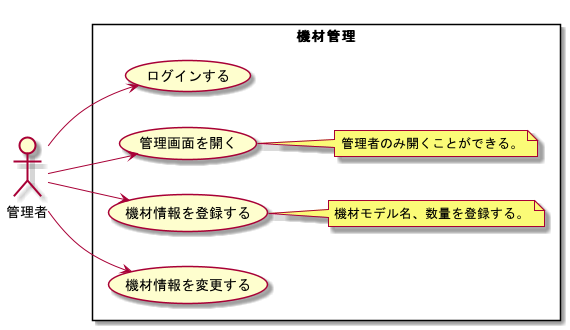 機材管理
ログインする
管理画面を開く
管理者のみ開くことができる。
管理者
機材情報を登録する
機材モデル名、数量を登録する。
機材情報を変更する